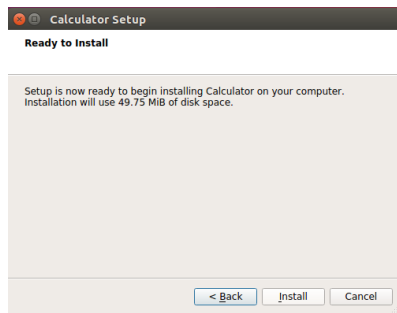 Calculator Setup
Ready to Install
Setup is now ready to begin installing Calculator on your computer.
Installation will use 49.75 MiB of disk space.
< Back Install Cancel